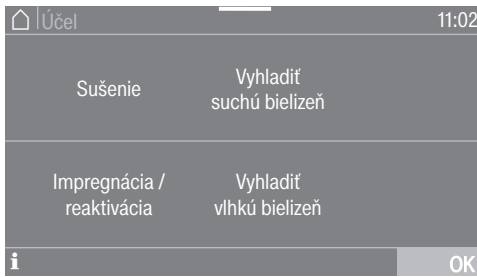 Účel
11:02
Sušenie
Vyhladiť
suchú bielizeň
Impregnácia /
reaktivácia
Vyhladiť
vlhkú bielizeň
i
OK